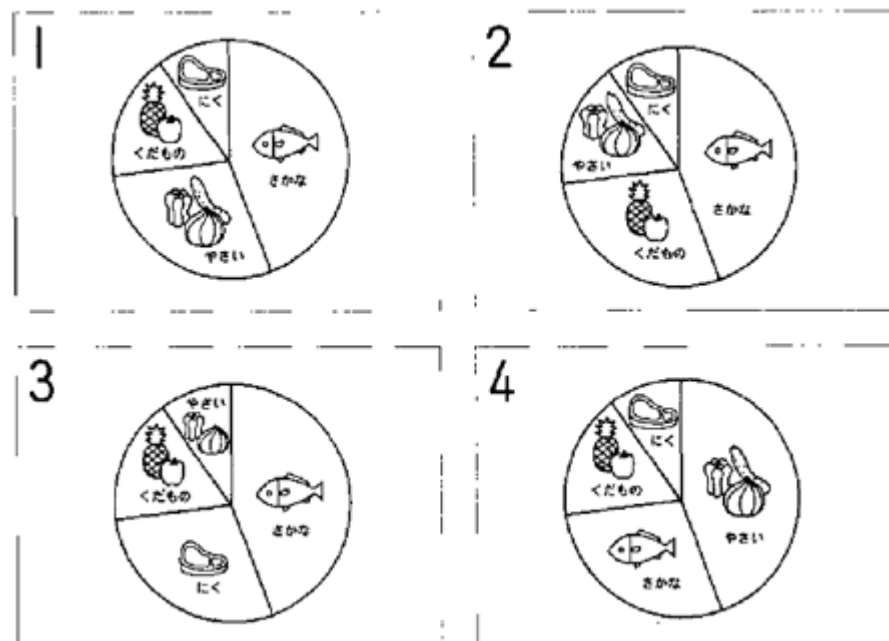 1
にく
くだもの
さかな
やさい
2
にく
やさい
さかな
くだもの
3
やさい
くだもの
さかな
にく
4
にく
くだもの
やさい
さかな